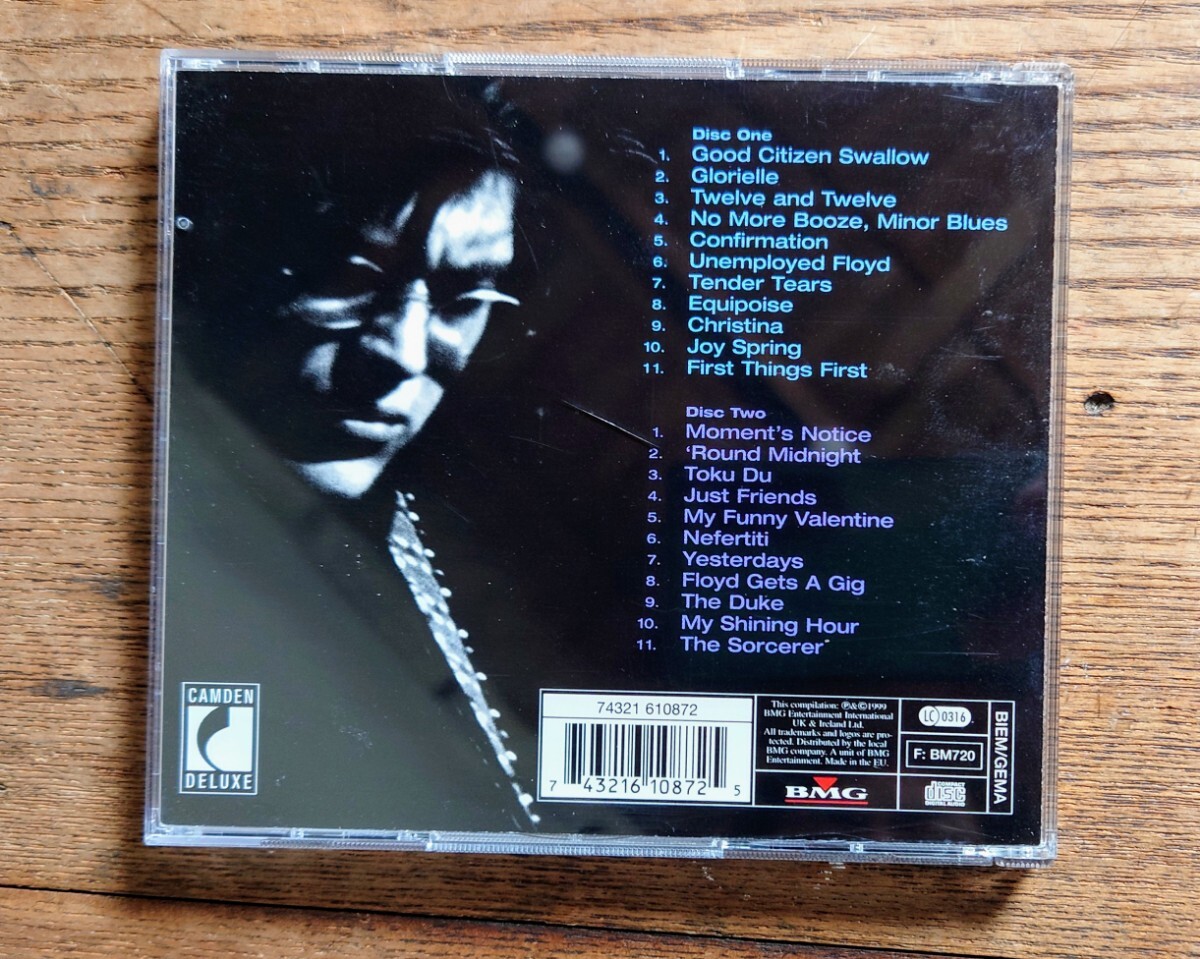 Disc One
1. Good Citizen Swallow
2. Glorielle
3. Twelve and Twelve
4. No More Booze, Minor Blues
5. Confirmation
6. Unemployed Floyd
7. Tender Tears
8. Equipoise
9. Christina
10. Joy Spring
11. First Things First
Disc Two
1. Moment's Notice
2. ‘Round Midnight
3. Toku Du
4. Just Friends
5. My Funny Valentine
6. Nefertiti
7. Yesterdays
8. Floyd Gets A Gig
9. The Duke
10. My Shining Hour
11. The Sorcerer
CAMDEN
DELUXE
74321 610872
7 43216 10872 5
This compilation: ℗&©1999
BMG Entertainment International
UK & Ireland Ltd.
All trademarks and logos are pro-
tected. Distributed by the local
BMG company. A unit of BMG
Entertainment. Made in the EU.
BMG
LC 0316
F: BM720
COMPACT
disc
DIGITAL AUDIO
BIEM/GEMA